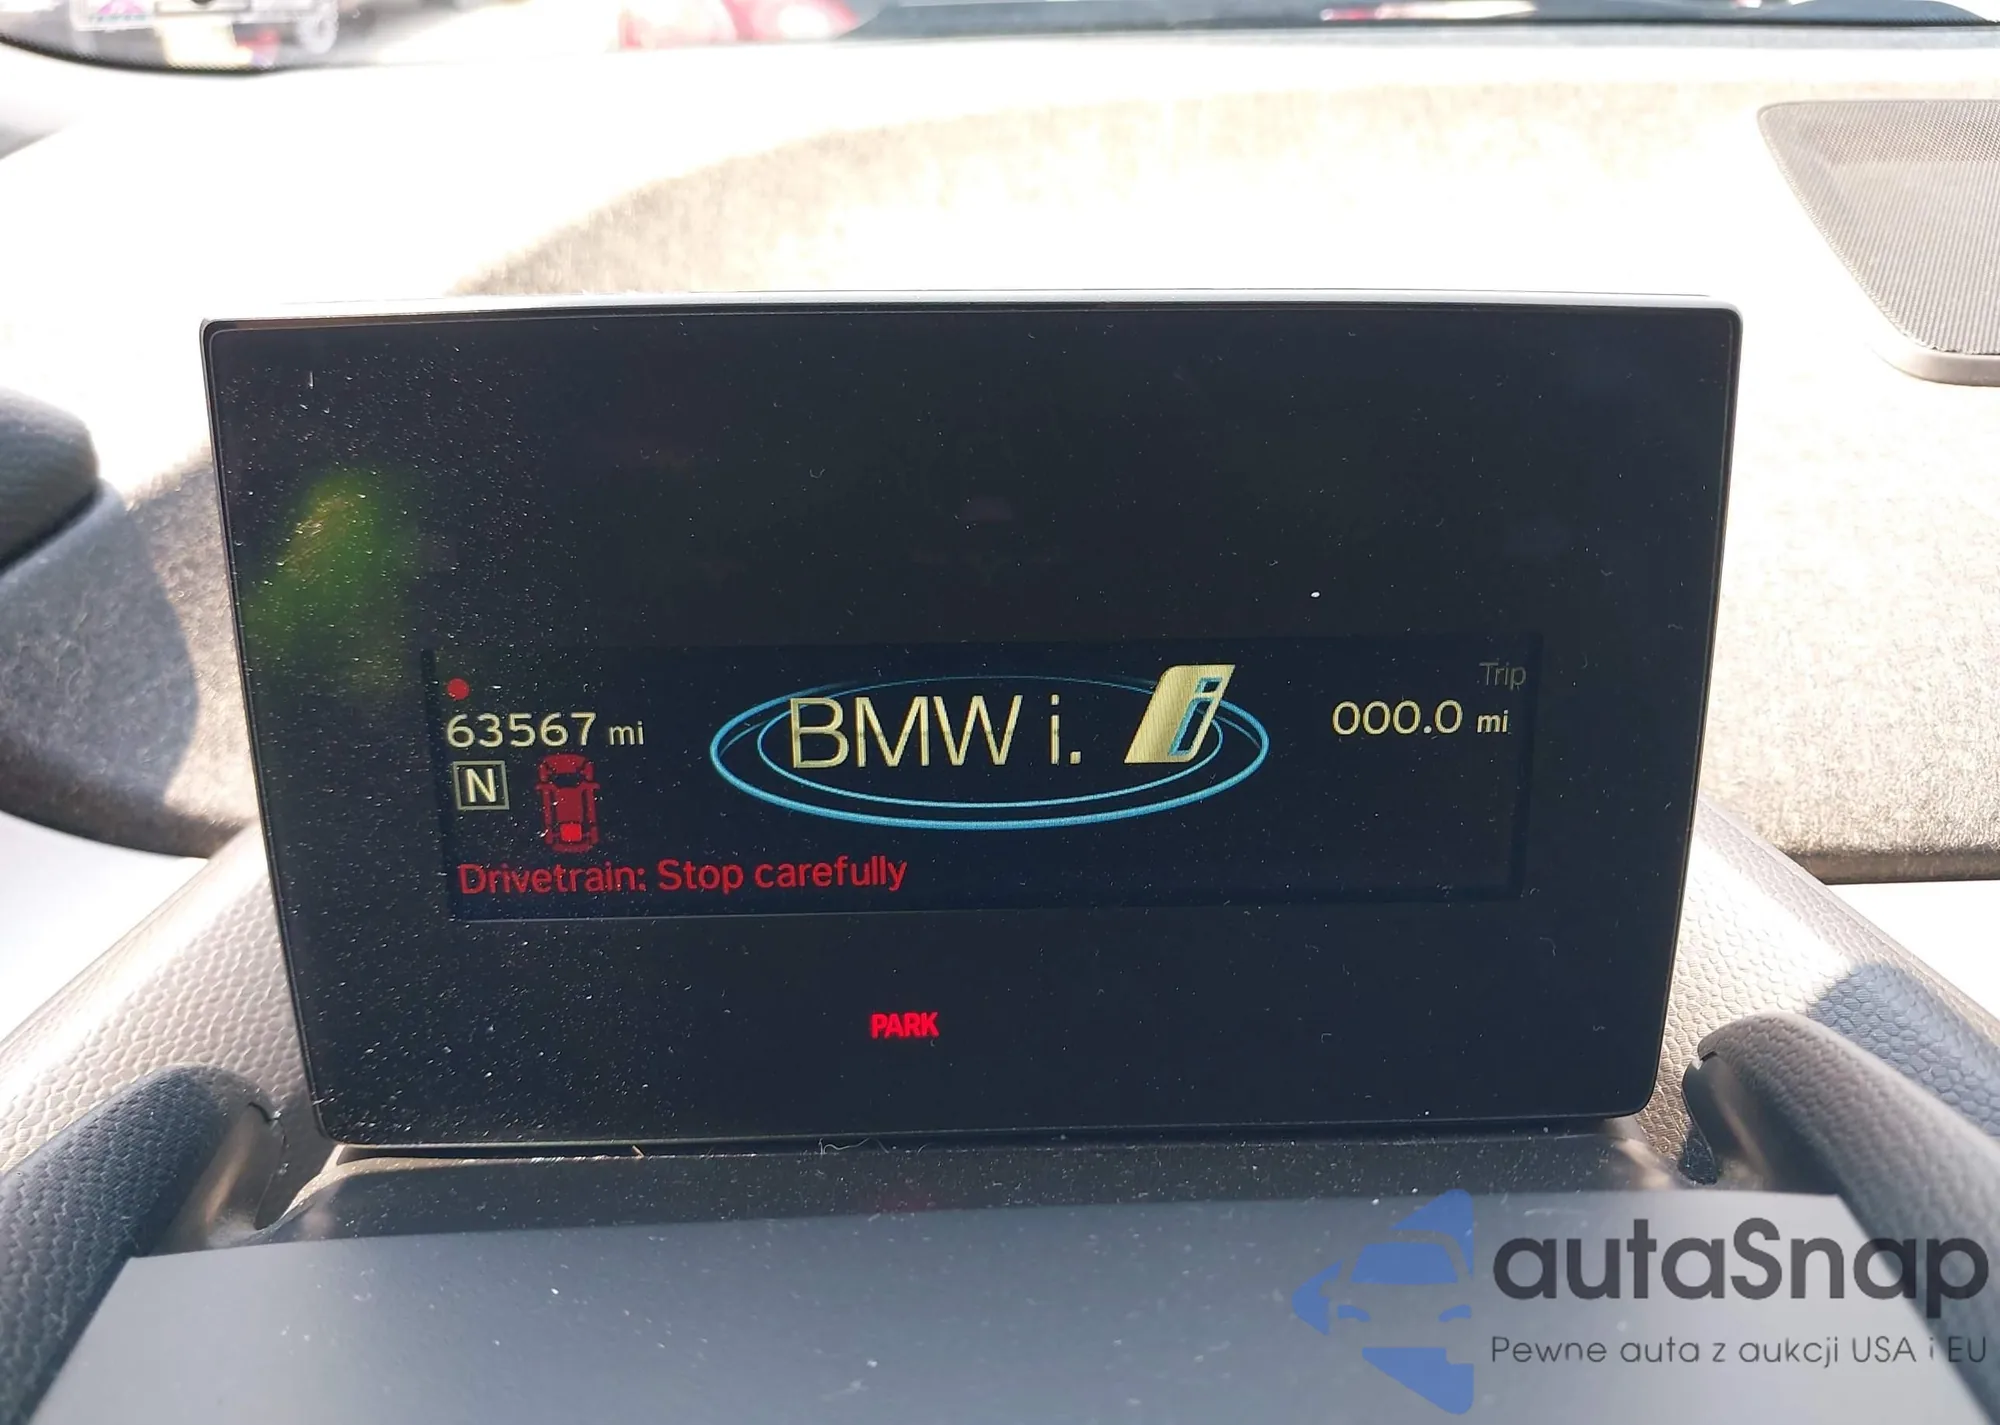 Trip
63567 mi
BMW i. i
000.0 mi
N
Drivetrain: Stop carefully
PARK
autaSnap
Pewne auta z aukcji USA i EU